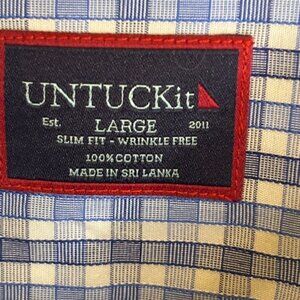 UNTUCKit
Est. LARGE 2011
SLIM FIT - WRINKLE FREE
100% COTTON
MADE IN SRI LANKA